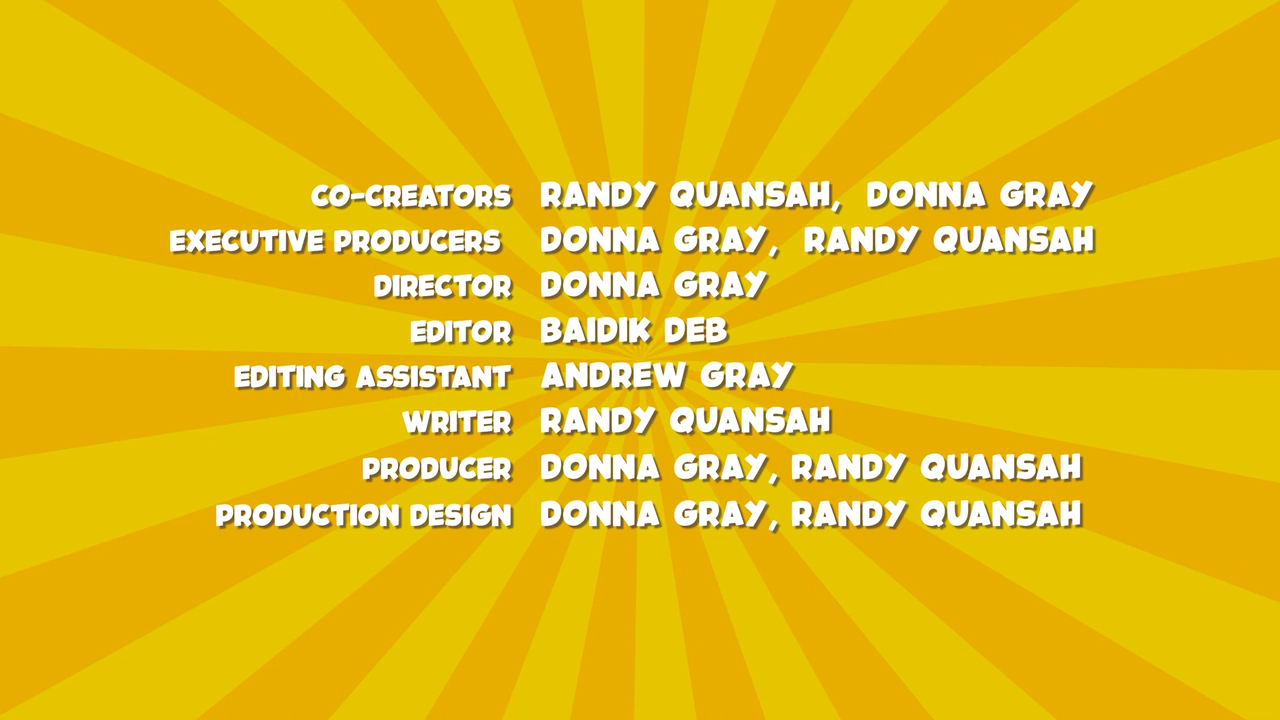 CO-CREATORS RANDY QUANSAH, DONNA GRAY
EXECUTIVE PRODUCERS DONNA GRAY, RANDY QUANSAH
DIRECTOR DONNA GRAY
EDITOR BAIDIK DEB
EDITING ASSISTANT ANDREW GRAY
WRITER RANDY QUANSAH
PRODUCER DONNA GRAY, RANDY QUANSAH
PRODUCTION DESIGN DONNA GRAY, RANDY QUANSAH